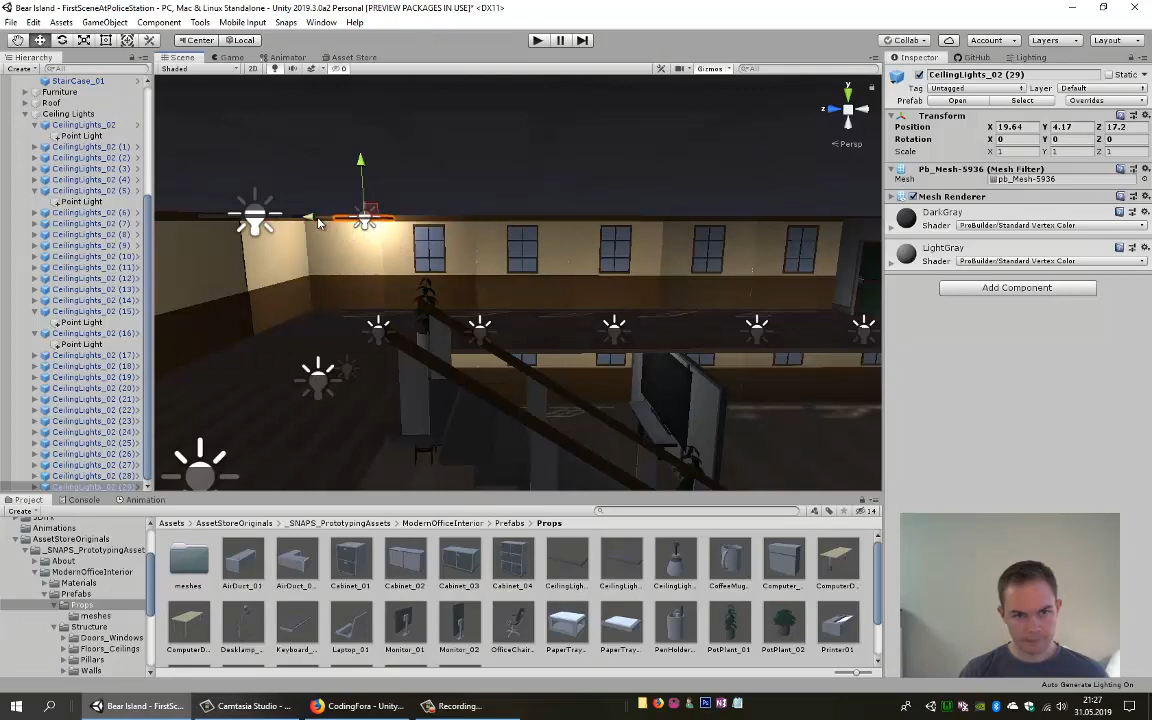 Bear Island - FirstSceneAtPoliceStation - PC, Mac & Linux Standalone - Unity 2019.3.0a2 Personal [PREVIEW PACKAGES IN USE]* <DX11>
File Edit Assets GameObject Component Tools Mobile Input Snaps Window Help
Center Local Collab Account Layers Layout
Hierarchy Scene Game Animator Asset Store Inspector GitHub Lighting
Create All Shaded 2D 0 Gizmos All
CeilingLights_02 (29) Static
Tag Untagged Layer Default
Prefab Open Select Overrides
Transform
Position X 19.64 Y 4.17 Z 17.2
Rotation X 0 Y 0 Z 0
Scale X 1 Y 1 Z 1
Pb_Mesh-5936 (Mesh Filter)
Mesh pb_Mesh-5936
Mesh Renderer
DarkGray
Shader ProBuilder/Standard Vertex Color
LightGray
Shader ProBuilder/Standard Vertex Color
Add Component
y
z
Persp
StairCase_01
Furniture
Roof
Ceiling Lights
CeilingLights_02
Point Light
CeilingLights_02 (1)
CeilingLights_02 (2)
CeilingLights_02 (3)
CeilingLights_02 (4)
CeilingLights_02 (5)
Point Light
CeilingLights_02 (6)
CeilingLights_02 (7)
CeilingLights_02 (8)
CeilingLights_02 (9)
CeilingLights_02 (10)
CeilingLights_02 (11)
CeilingLights_02 (12)
CeilingLights_02 (13)
CeilingLights_02 (14)
CeilingLights_02 (15)
Point Light
CeilingLights_02 (16)
Point Light
CeilingLights_02 (17)
CeilingLights_02 (18)
CeilingLights_02 (19)
CeilingLights_02 (20)
CeilingLights_02 (21)
CeilingLights_02 (22)
CeilingLights_02 (23)
CeilingLights_02 (24)
CeilingLights_02 (25)
CeilingLights_02 (26)
CeilingLights_02 (27)
CeilingLights_02 (28)
CeilingLights_02 (29)
Project Console Animation
Create 14
Animations
AssetStoreOriginals
_SNAPS_PrototypingAsset
About
ModernOfficeInterior
Materials
Prefabs
Props
meshes
Structure
Doors_Windows
Floors_Ceilings
Pillars
Walls
Assets AssetStoreOriginals _SNAPS_PrototypingAssets ModernOfficeInterior Prefabs Props
meshes AirDuct_01 AirDuct_0... Cabinet_01 Cabinet_02 Cabinet_03 Cabinet_04 CeilingLigh... CeilingLigh... CeilingLigh... CoffeeMug... Computer_... ComputerD...
ComputerD... Desklamp_... Keyboard_... Laptop_01 Monitor_01 Monitor_02 OfficeChair... PaperTray... PaperTray... PenHolder... PotPlant_01 PotPlant_02 Printer01
Auto Generate Lighting On
Bear Island - FirstSc... Camtasia Studio - ... CodingFora - Youtu... Recording...
21:27
31.05.2019